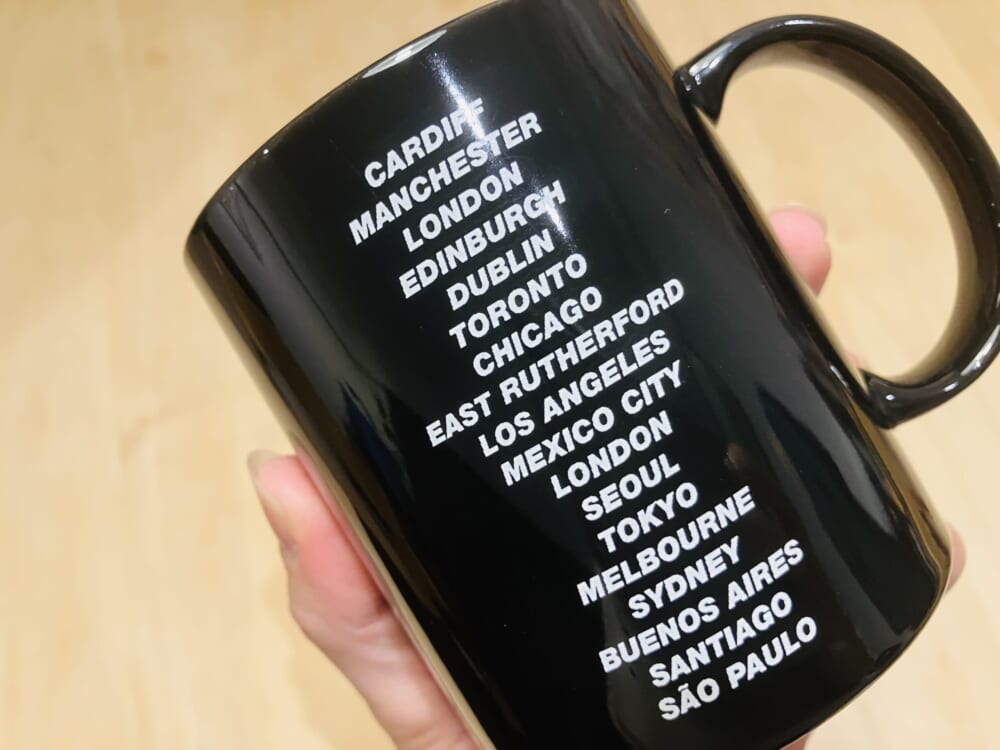 CARDIFF
MANCHESTER
LONDON
EDINBURGH
DUBLIN
TORONTO
CHICAGO
EAST RUTHERFORD
LOS ANGELES
MEXICO CITY
LONDON
SEOUL
TOKYO
MELBOURNE
SYDNEY
BUENOS AIRES
SANTIAGO
SÃO PAULO